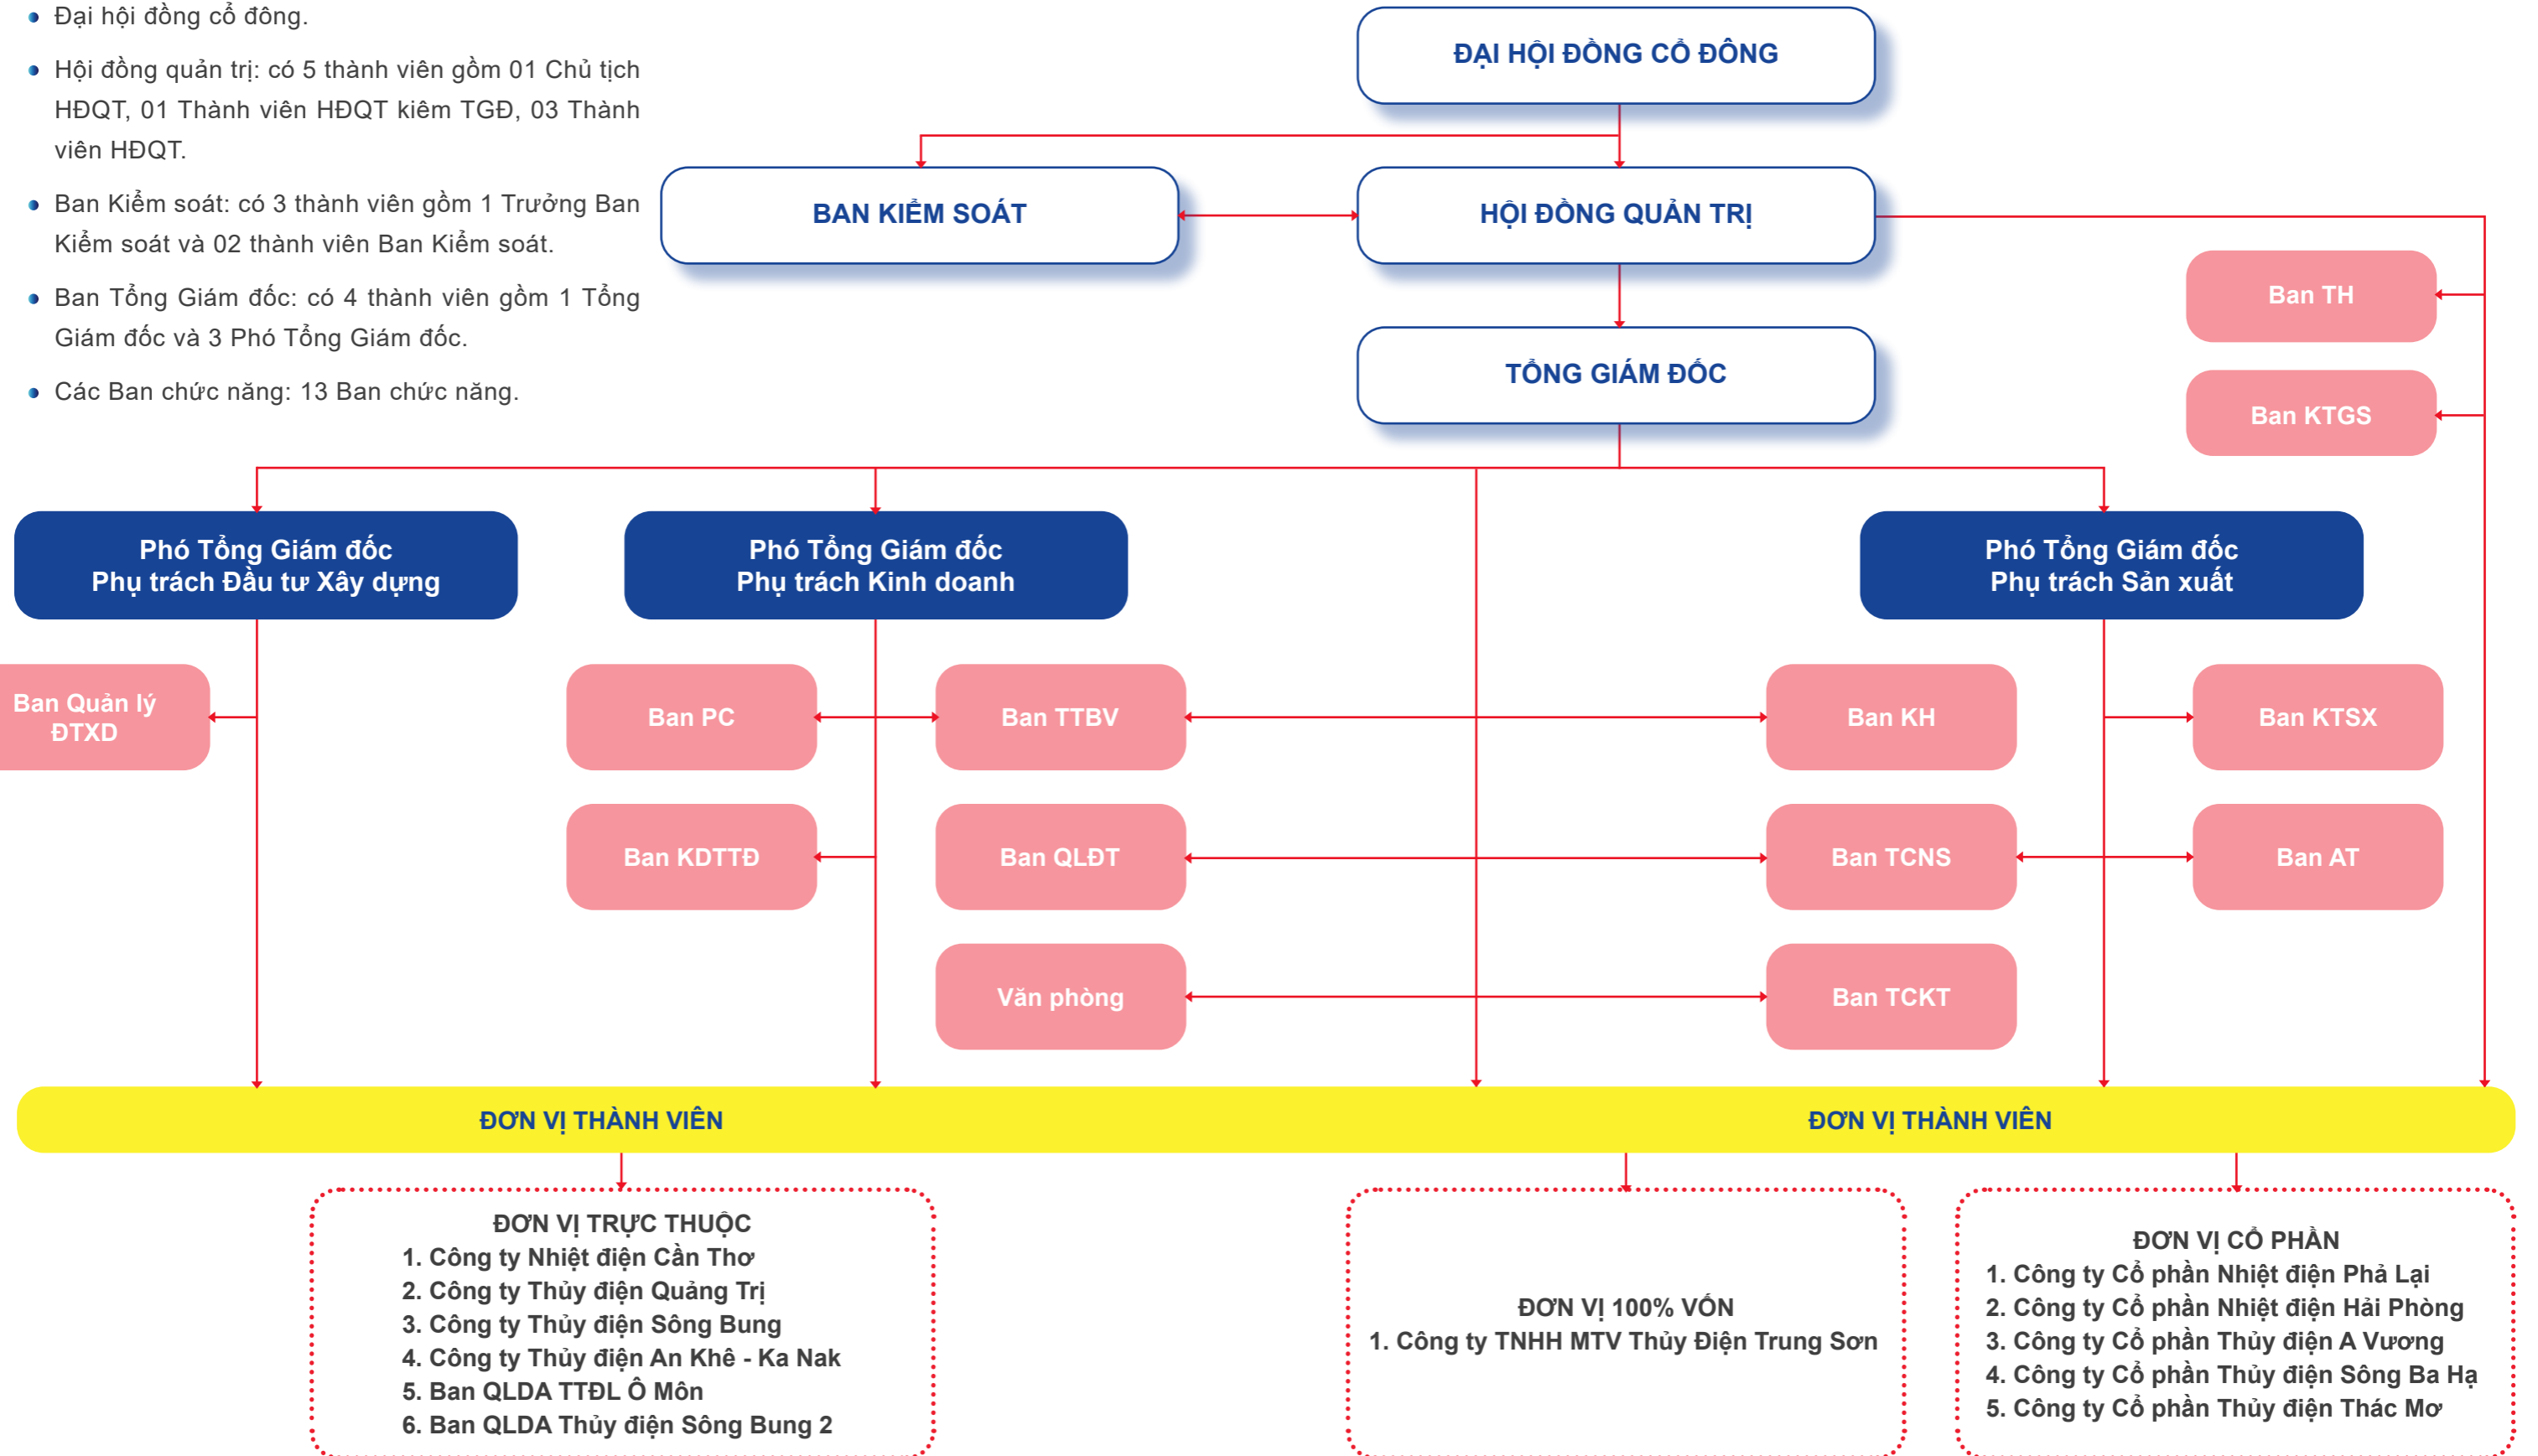 Đại hội đồng cổ đông.
Hội đồng quản trị: có 5 thành viên gồm 01 Chủ tịch
HĐQT, 01 Thành viên HĐQT kiêm TGĐ, 03 Thành
viên HĐQT.
Ban Kiểm soát: có 3 thành viên gồm 1 Trưởng Ban
Kiểm soát và 02 thành viên Ban Kiểm soát.
Ban Tổng Giám đốc: có 4 thành viên gồm 1 Tổng
Giám đốc và 3 Phó Tổng Giám đốc.
Các Ban chức năng: 13 Ban chức năng.
ĐẠI HỘI ĐỒNG CỔ ĐÔNG
BAN KIỂM SOÁT
HỘI ĐỒNG QUẢN TRỊ
Ban TH
TỔNG GIÁM ĐỐC
Ban KTGS
Phó Tổng Giám đốc
Phụ trách Đầu tư Xây dựng
Phó Tổng Giám đốc
Phụ trách Kinh doanh
Phó Tổng Giám đốc
Phụ trách Sản xuất
Ban Quản lý
ĐTXD
Ban PC
Ban TTBV
Ban KH
Ban KTSX
Ban KDTTĐ
Ban QLĐT
Ban TCNS
Ban AT
Văn phòng
Ban TCKT
ĐƠN VỊ THÀNH VIÊN
ĐƠN VỊ THÀNH VIÊN
ĐƠN VỊ TRỰC THUỘC
1. Công ty Nhiệt điện Cần Thơ
2. Công ty Thủy điện Quảng Trị
3. Công ty Thủy điện Sông Bung
4. Công ty Thủy điện An Khê - Ka Nak
5. Ban QLDA TTĐL Ô Môn
6. Ban QLDA Thủy điện Sông Bung 2
ĐƠN VỊ 100% VỐN
1. Công ty TNHH MTV Thủy Điện Trung Sơn
ĐƠN VỊ CỔ PHẦN
1. Công ty Cổ phần Nhiệt điện Phả Lại
2. Công ty Cổ phần Nhiệt điện Hải Phòng
3. Công ty Cổ phần Thủy điện A Vương
4. Công ty Cổ phần Thủy điện Sông Ba Hạ
5. Công ty Cổ phần Thủy điện Thác Mơ